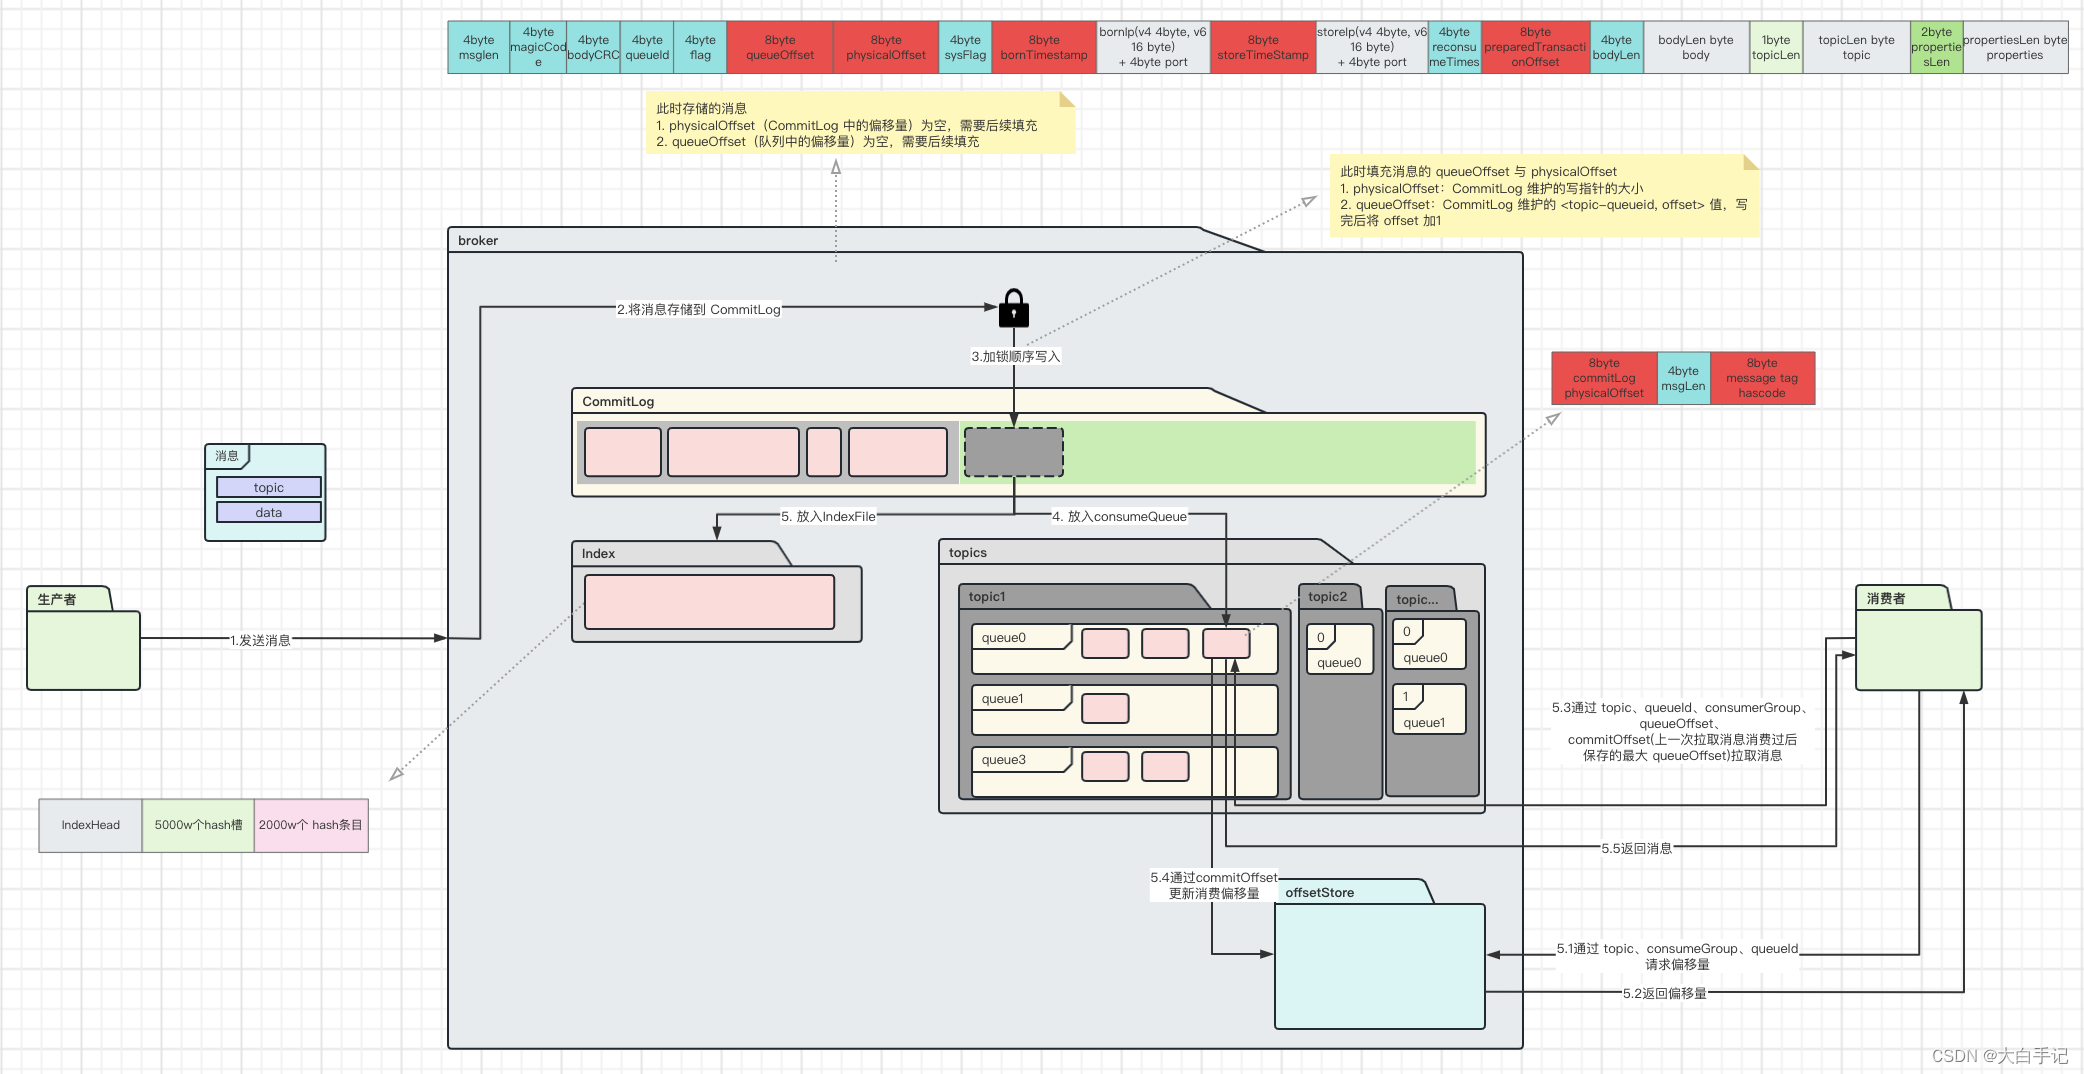 4byte
msglen
4byte
magicCod
e
4byte
bodyCRC
4byte
queueId
4byte
flag
8byte
queueOffset
8byte
physicalOffset
4byte
sysFlag
8byte
bornTimestamp
bornIp(v4 4byte, v6
16 byte)
+ 4byte port
8byte
storeTimeStamp
storeIp(v4 4byte, v6
16 byte)
+ 4byte port
4byte
reconsu
meTimes
8byte
preparedTransacti
onOffset
4byte
bodyLen
bodyLen byte
body
1byte
topicLen
topicLen byte
topic
2byte
propertie
sLen
propertiesLen byte
properties
此时存储的消息
1. physicalOffset（CommitLog 中的偏移量）为空，需要后续填充
2. queueOffset（队列中的偏移量）为空，需要后续填充
此时填充消息的 queueOffset 与 physicalOffset
1. physicalOffset：CommitLog 维护的写指针的大小
2. queueOffset：CommitLog 维护的 <topic-queueid, offset> 值，写
完后将 offset 加1
broker
2.将消息存储到 CommitLog
3.加锁顺序写入
8byte
commitLog
physicalOffset
4byte
msgLen
8byte
message tag
hascode
CommitLog
消息
topic
data
5. 放入IndexFile
4. 放入consumeQueue
Index
topics
topic1
topic2
topic...
生产者
消费者
1.发送消息
queue0
0
queue0
0
queue0
queue1
1
queue1
queue3
5.3通过 topic、queueId、consumerGroup、
queueOffset、
commitOffset(上一次拉取消息消费过后
保存的最大 queueOffset)拉取消息
IndexHead
5000w个hash槽
2000w个 hash条目
5.5返回消息
5.4通过commitOffset
更新消费偏移量
offsetStore
5.1通过 topic、consumeGroup、queueId
请求偏移量
5.2返回偏移量
CSDN @大白手记